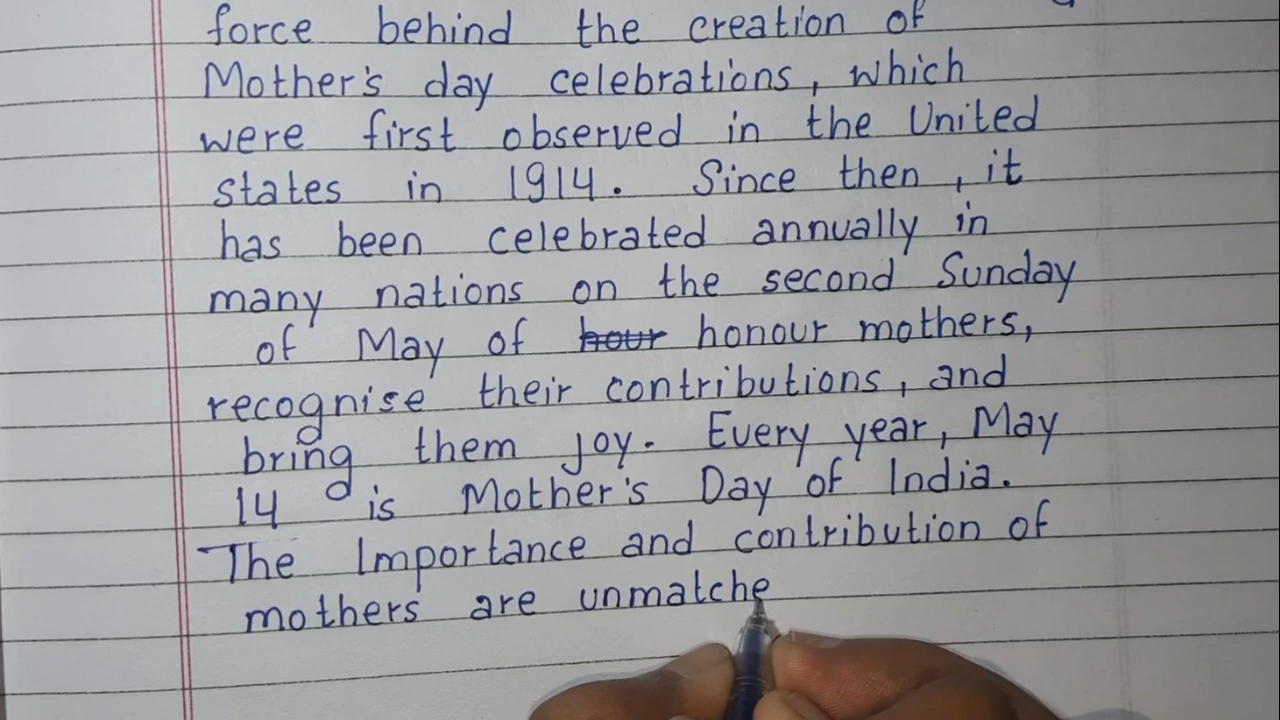 force behind the creation of
Mother's day celebrations, which
were first observed in the United
states in 1914. Since then, it
has been celebrated annually in
many nations on the second Sunday
of May of hour honour mothers,
recognise their contributions, and
bring them joy. Every year, May
14 is Mother's Day of India.
The Importance and contribution of
mothers are unmatche